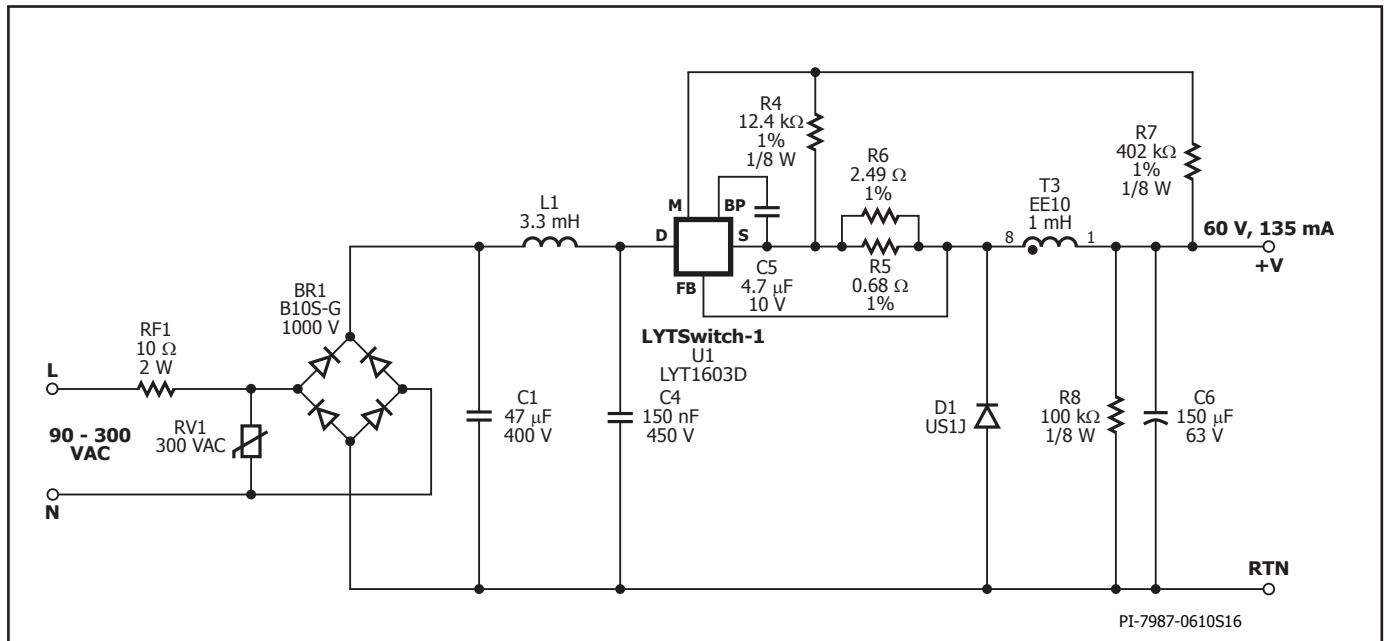 R4
12.4 kΩ
1%
1/8 W
R7
402 kΩ
1%
1/8 W
R6
2.49 Ω
1%
T3
EE10
1 mH
L1
3.3 mH
M
BP
D
S
FB
8
1
60 V, 135 mA
+V
R5
0.68 Ω
1%
C5
4.7 μF
10 V
BR1
B10S-G
1000 V
LYTSwitch-1
U1
LYT1603D
RF1
10 Ω
2 W
L
90 - 300
VAC
N
RV1
300 VAC
C1
47 μF
400 V
C4
150 nF
450 V
D1
US1J
R8
100 kΩ
1/8 W
C6
150 μF
63 V
RTN
PI-7987-0610S16